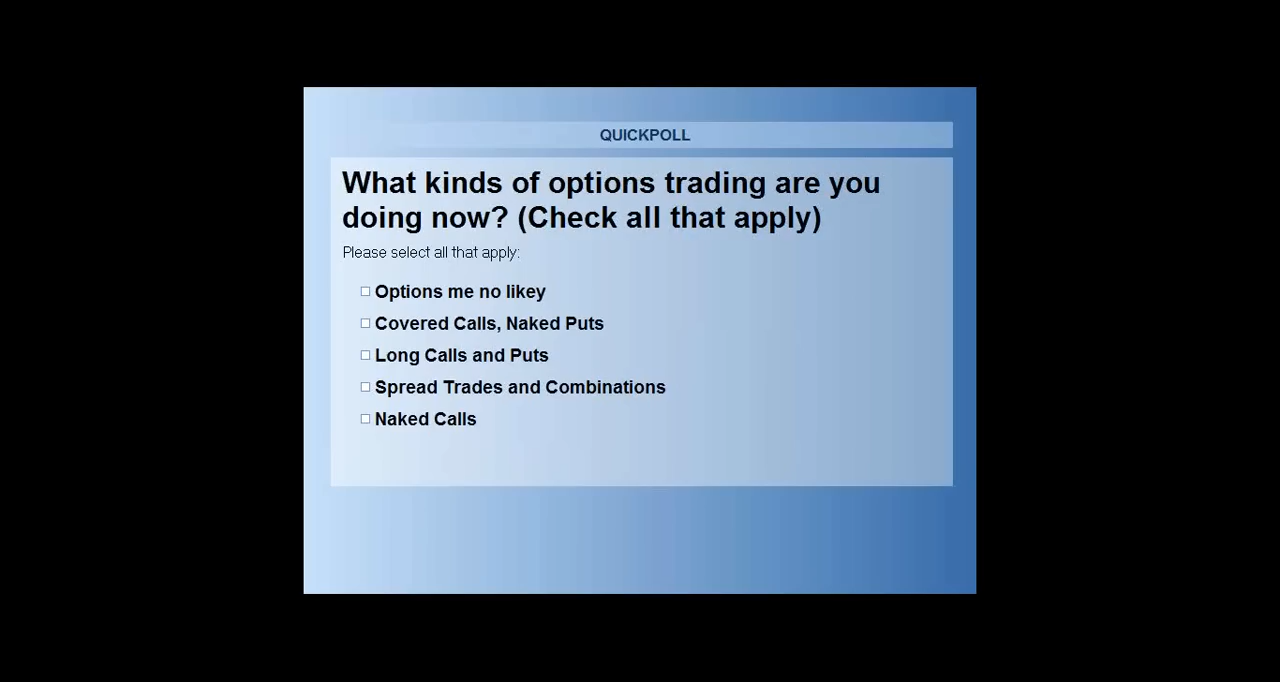 QUICKPOLL
What kinds of options trading are you
doing now? (Check all that apply)
Please select all that apply:
Options me no likey
Covered Calls, Naked Puts
Long Calls and Puts
Spread Trades and Combinations
Naked Calls